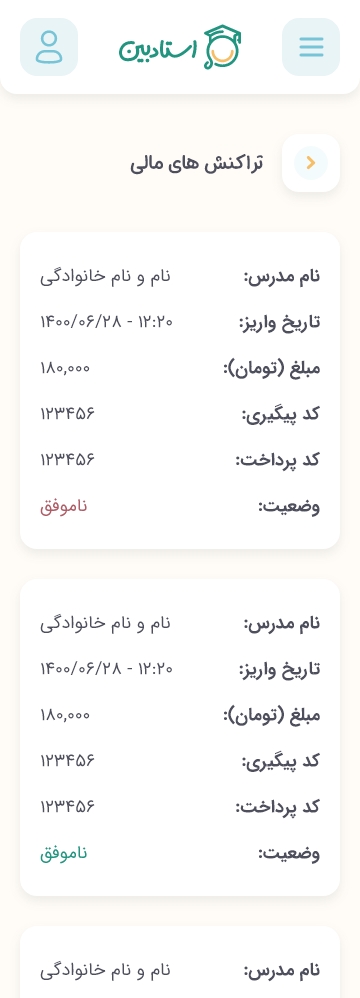 استادبین
تراکنش های مالی
نام مدرس: نام و نام خانوادگی
تاریخ واریز: ۱۴۰۰/۰۶/۲۸ - ۱۲:۲۰
مبلغ (تومان): ۱۸۰,۰۰۰
کد پیگیری: ۱۲۳۴۵۶
کد پرداخت: ۱۲۳۴۵۶
وضعیت: ناموفق
نام مدرس: نام و نام خانوادگی
تاریخ واریز: ۱۴۰۰/۰۶/۲۸ - ۱۲:۲۰
مبلغ (تومان): ۱۸۰,۰۰۰
کد پیگیری: ۱۲۳۴۵۶
کد پرداخت: ۱۲۳۴۵۶
وضعیت: ناموفق
نام مدرس: نام و نام خانوادگی